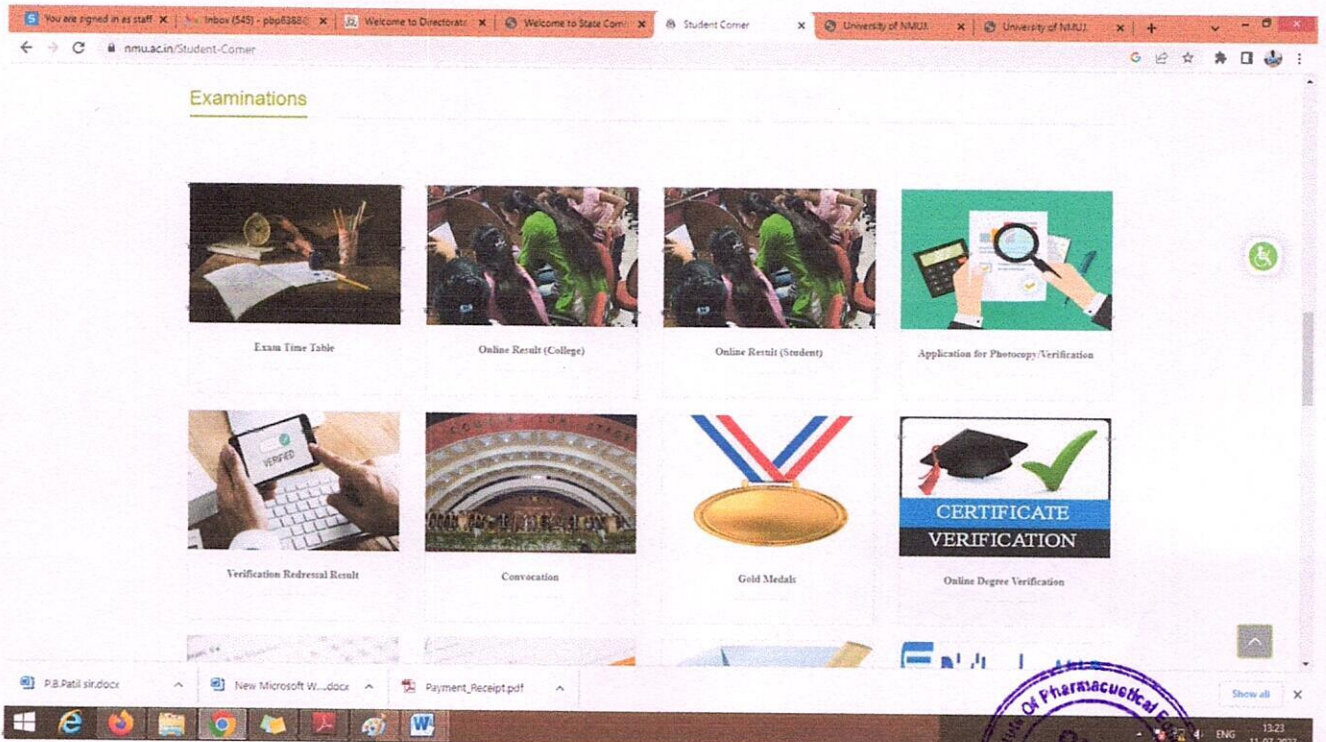 You are signed in as staff
Inbox (545) - pbp6388@
Welcome to Directorate
Welcome to State Comm
Student Corner
University of NMUJ.
University of NMUJ.
nmu.ac.in/Student-Corner
Examinations
Exam Time Table
Online Result (College)
Online Result (Student)
Application for Photocopy/Verification
VERIFIED
CERTIFICATE
VERIFICATION
Verification Redressal Result
Convocation
Gold Medals
Online Degree Verification
P.B.Patil sir.docx
New Microsoft W....docx
Payment_Receipt.pdf
Show all
Of Pharmacuetical
ENG
13:23